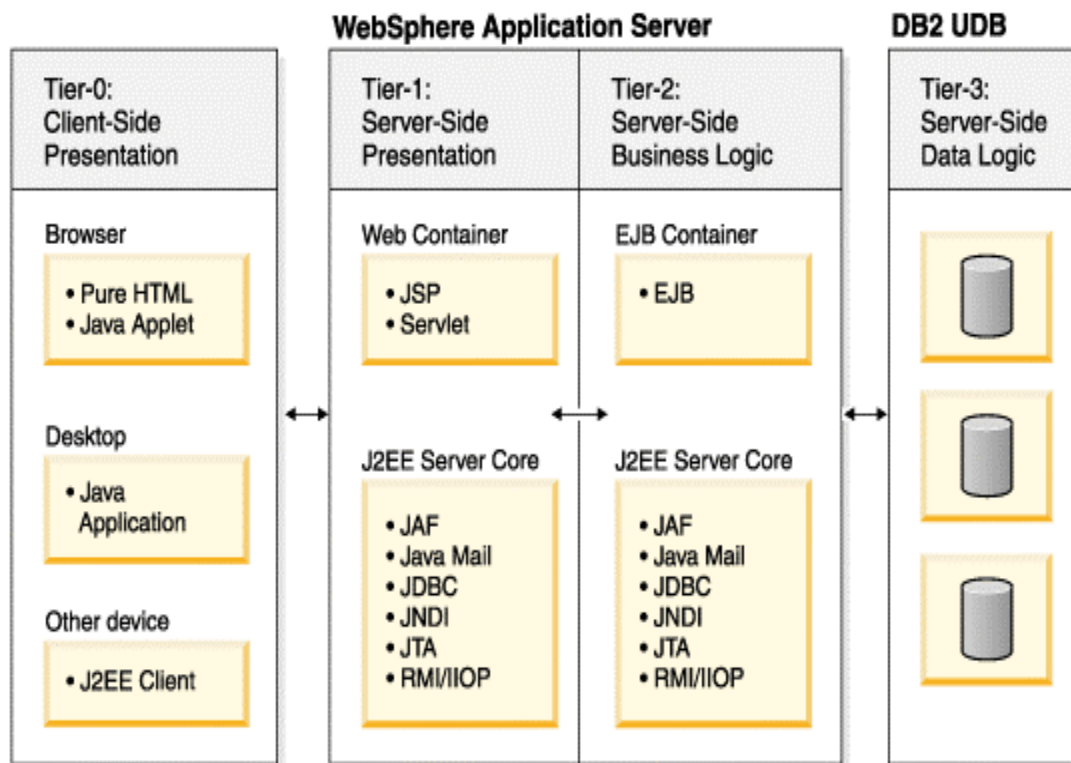 WebSphere Application Server
DB2 UDB
Tier-0:
Client-Side
Presentation
Tier-1:
Server-Side
Presentation
Tier-2:
Server-Side
Business Logic
Tier-3:
Server-Side
Data Logic
Browser
• Pure HTML
• Java Applet
Desktop
• Java
Application
Other device
• J2EE Client
Web Container
• JSP
• Servlet
J2EE Server Core
• JAF
• Java Mail
• JDBC
• JNDI
• JTA
• RMI/IIOP
EJB Container
• EJB
J2EE Server Core
• JAF
• Java Mail
• JDBC
• JNDI
• JTA
• RMI/IIOP